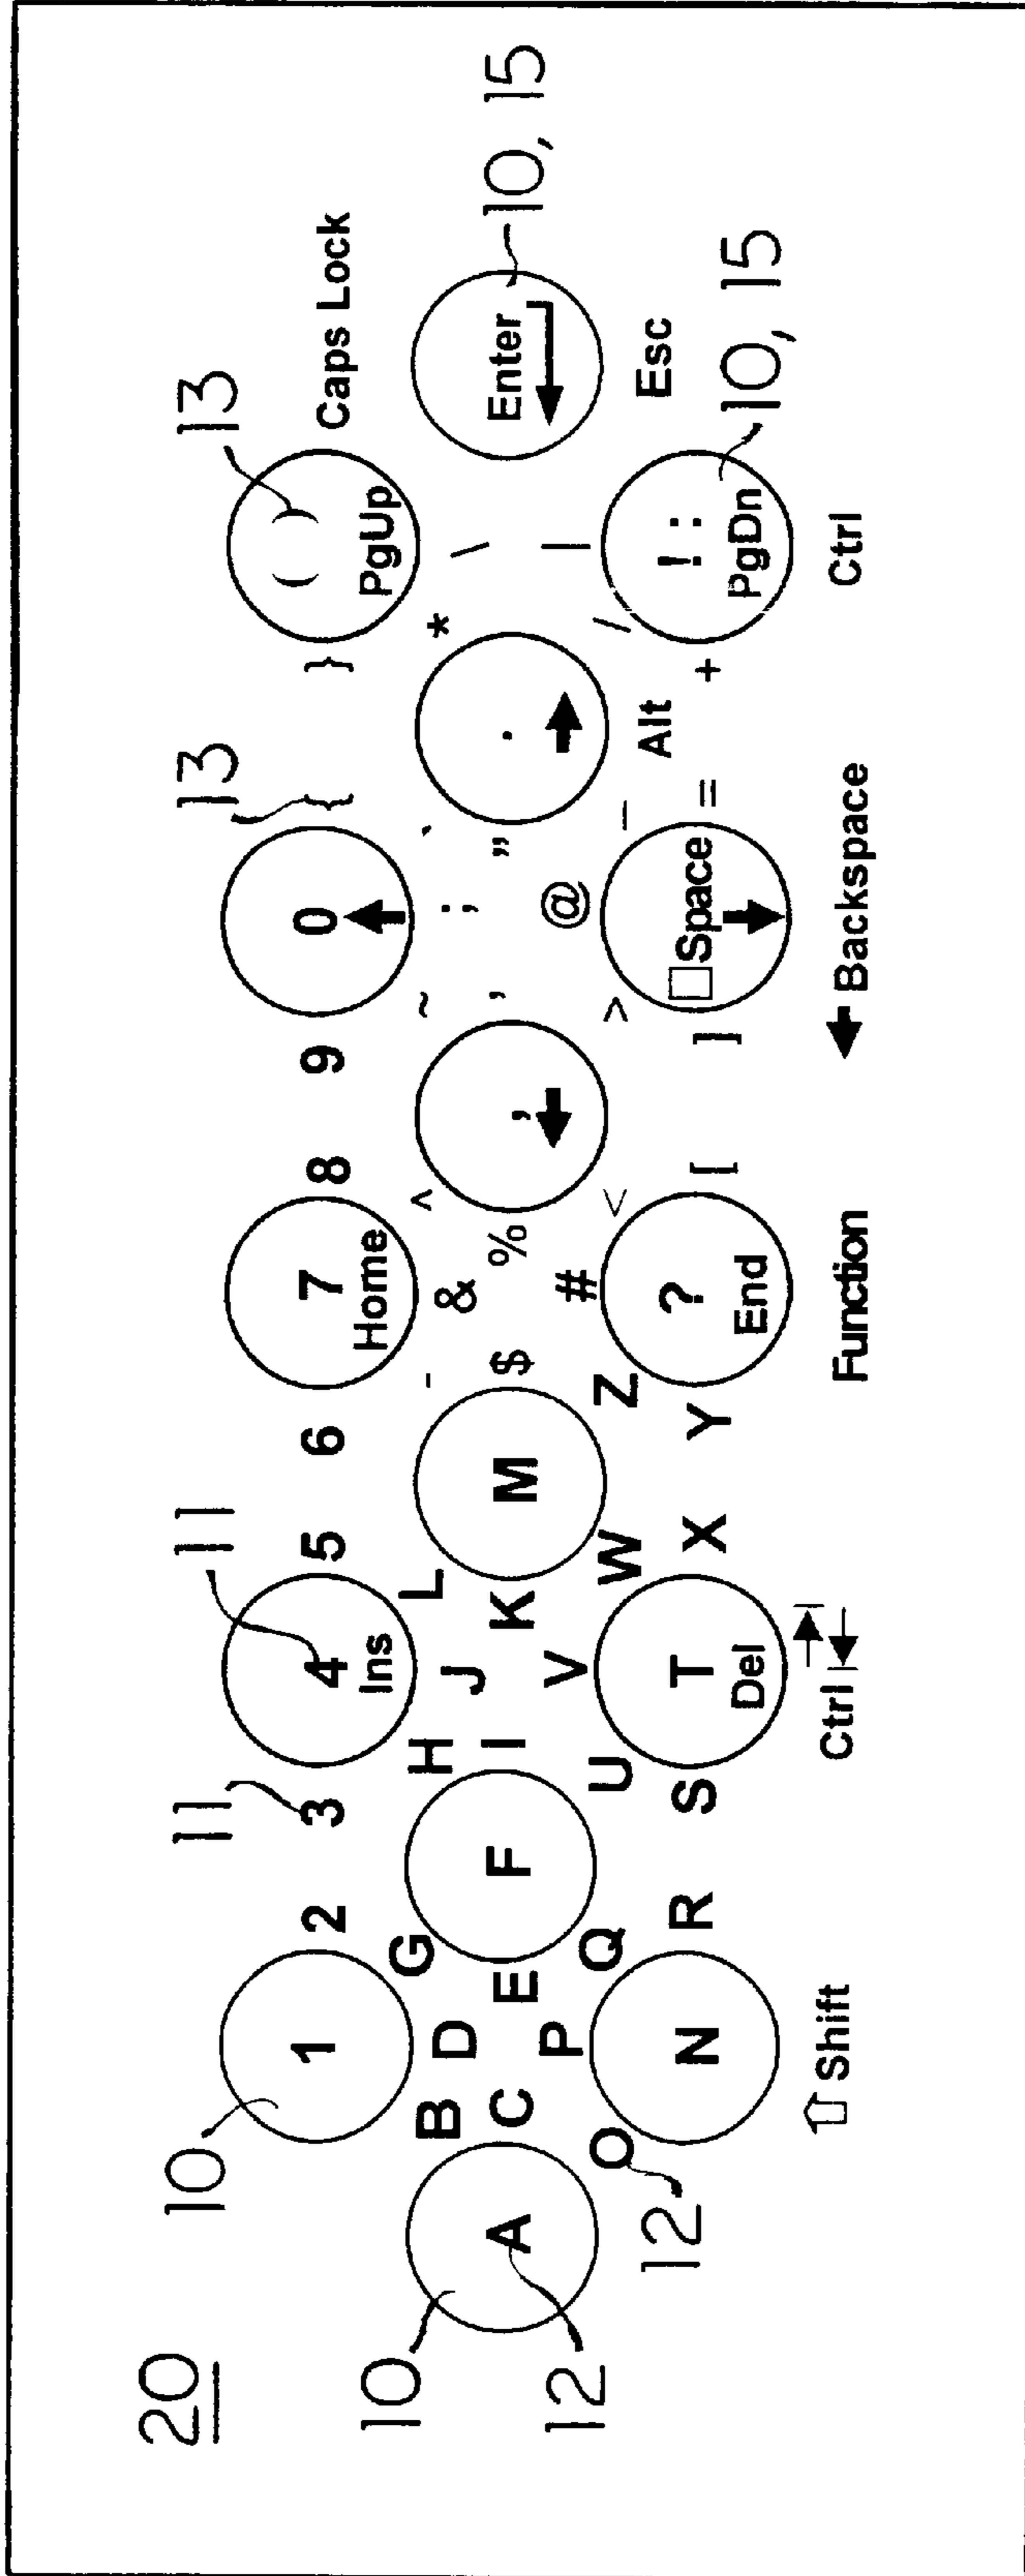 20
10 11 11 13 13
1 2 3 4 5 6 7 8 9 0 { } ( ) Caps Lock
Ins Home PgUp
10 B G H L - ^ ~ ` *
D J & ; \
A C E F I K M $ % , ' " . Enter 10, 15
12 P V # @ |
O Q U W Z < > _ /
12 Alt Esc
N R S T X Y ? [ ] Space = + ! :
Del End PgDn 10, 15
Shift Ctrl Function Backspace Ctrl